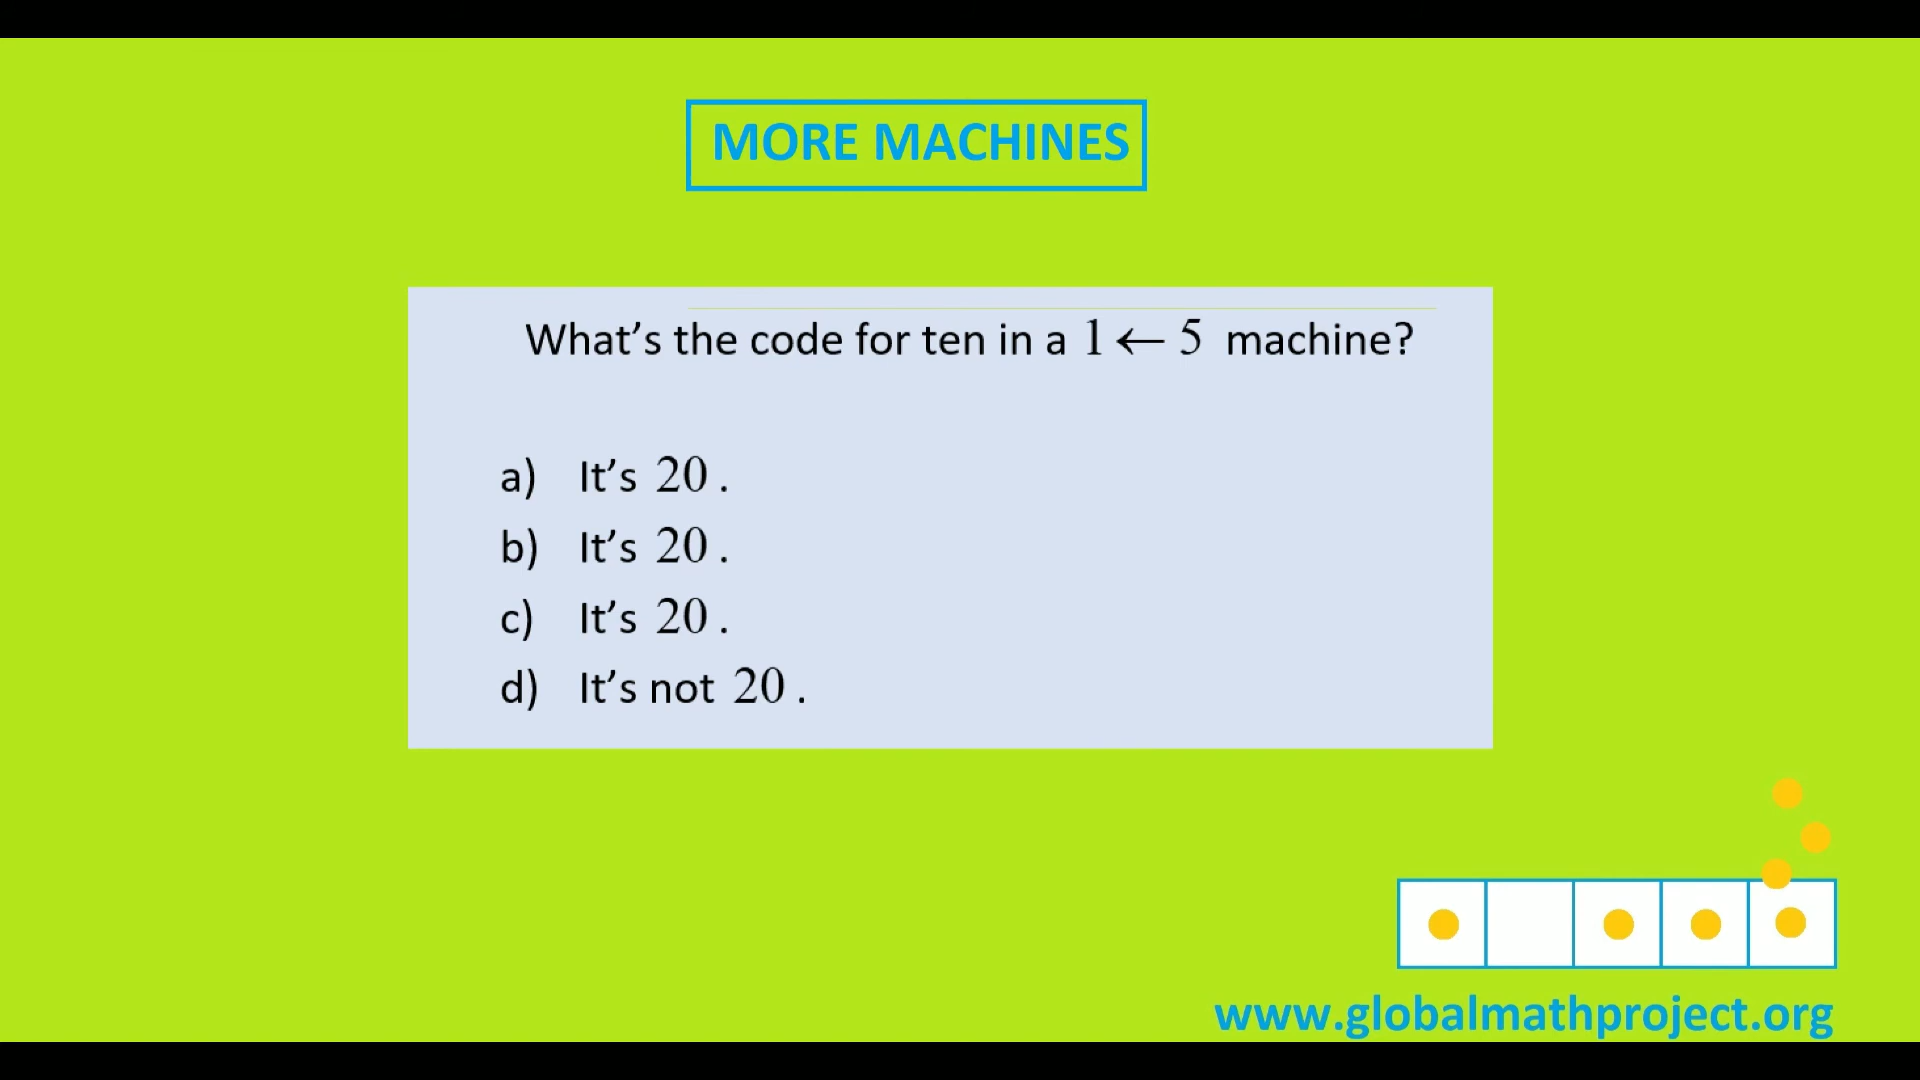 MORE MACHINES
What’s the code for ten in a 1 ← 5 machine?
a) It’s 20 .
b) It’s 20 .
c) It’s 20 .
d) It’s not 20 .
www.globalmathproject.org